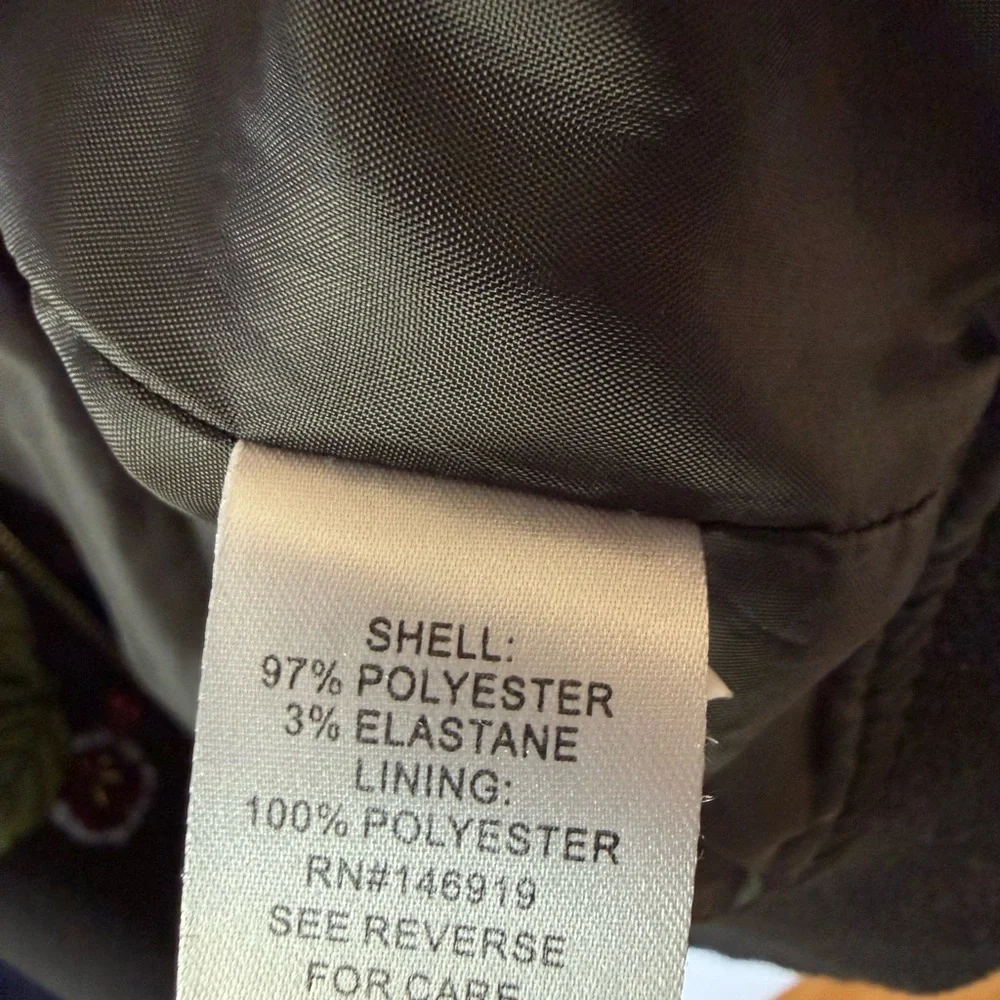 SHELL:
97% POLYESTER
3% ELASTANE
LINING:
100% POLYESTER
RN#146919
SEE REVERSE
FOR CARE